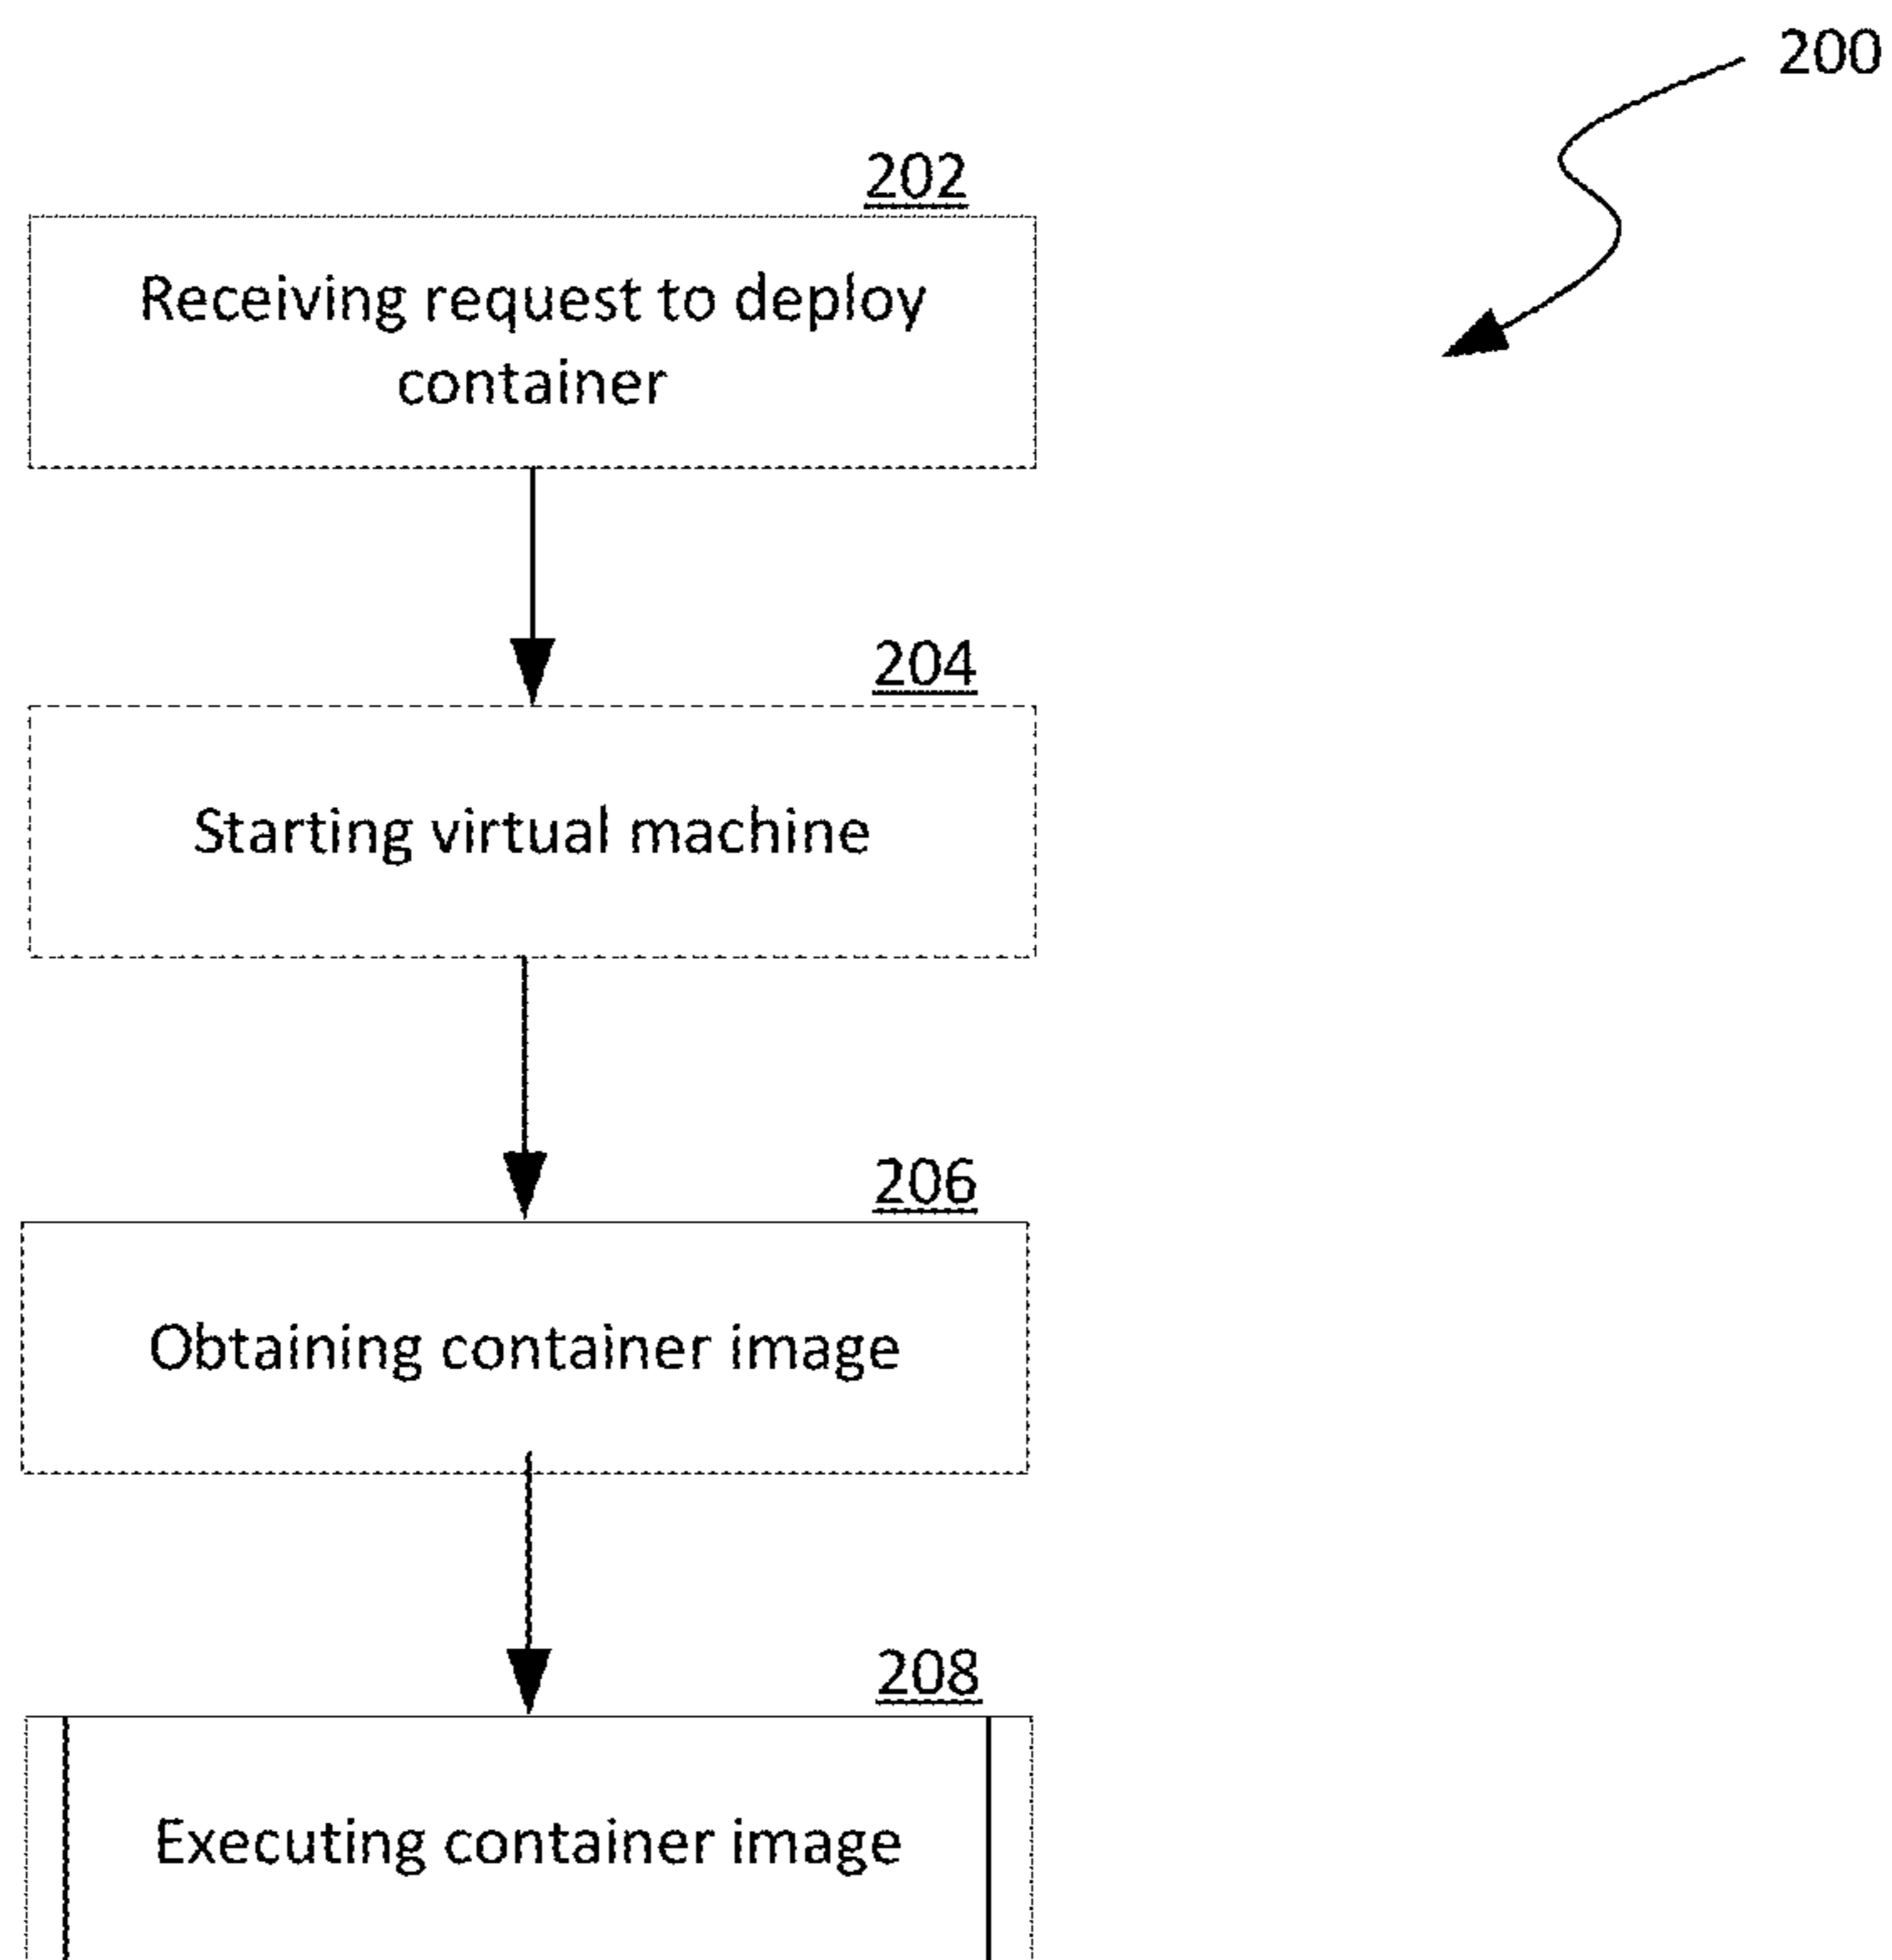 200
202
Receiving request to deploy
container
204
Starting virtual machine
206
Obtaining container image
208
Executing container image